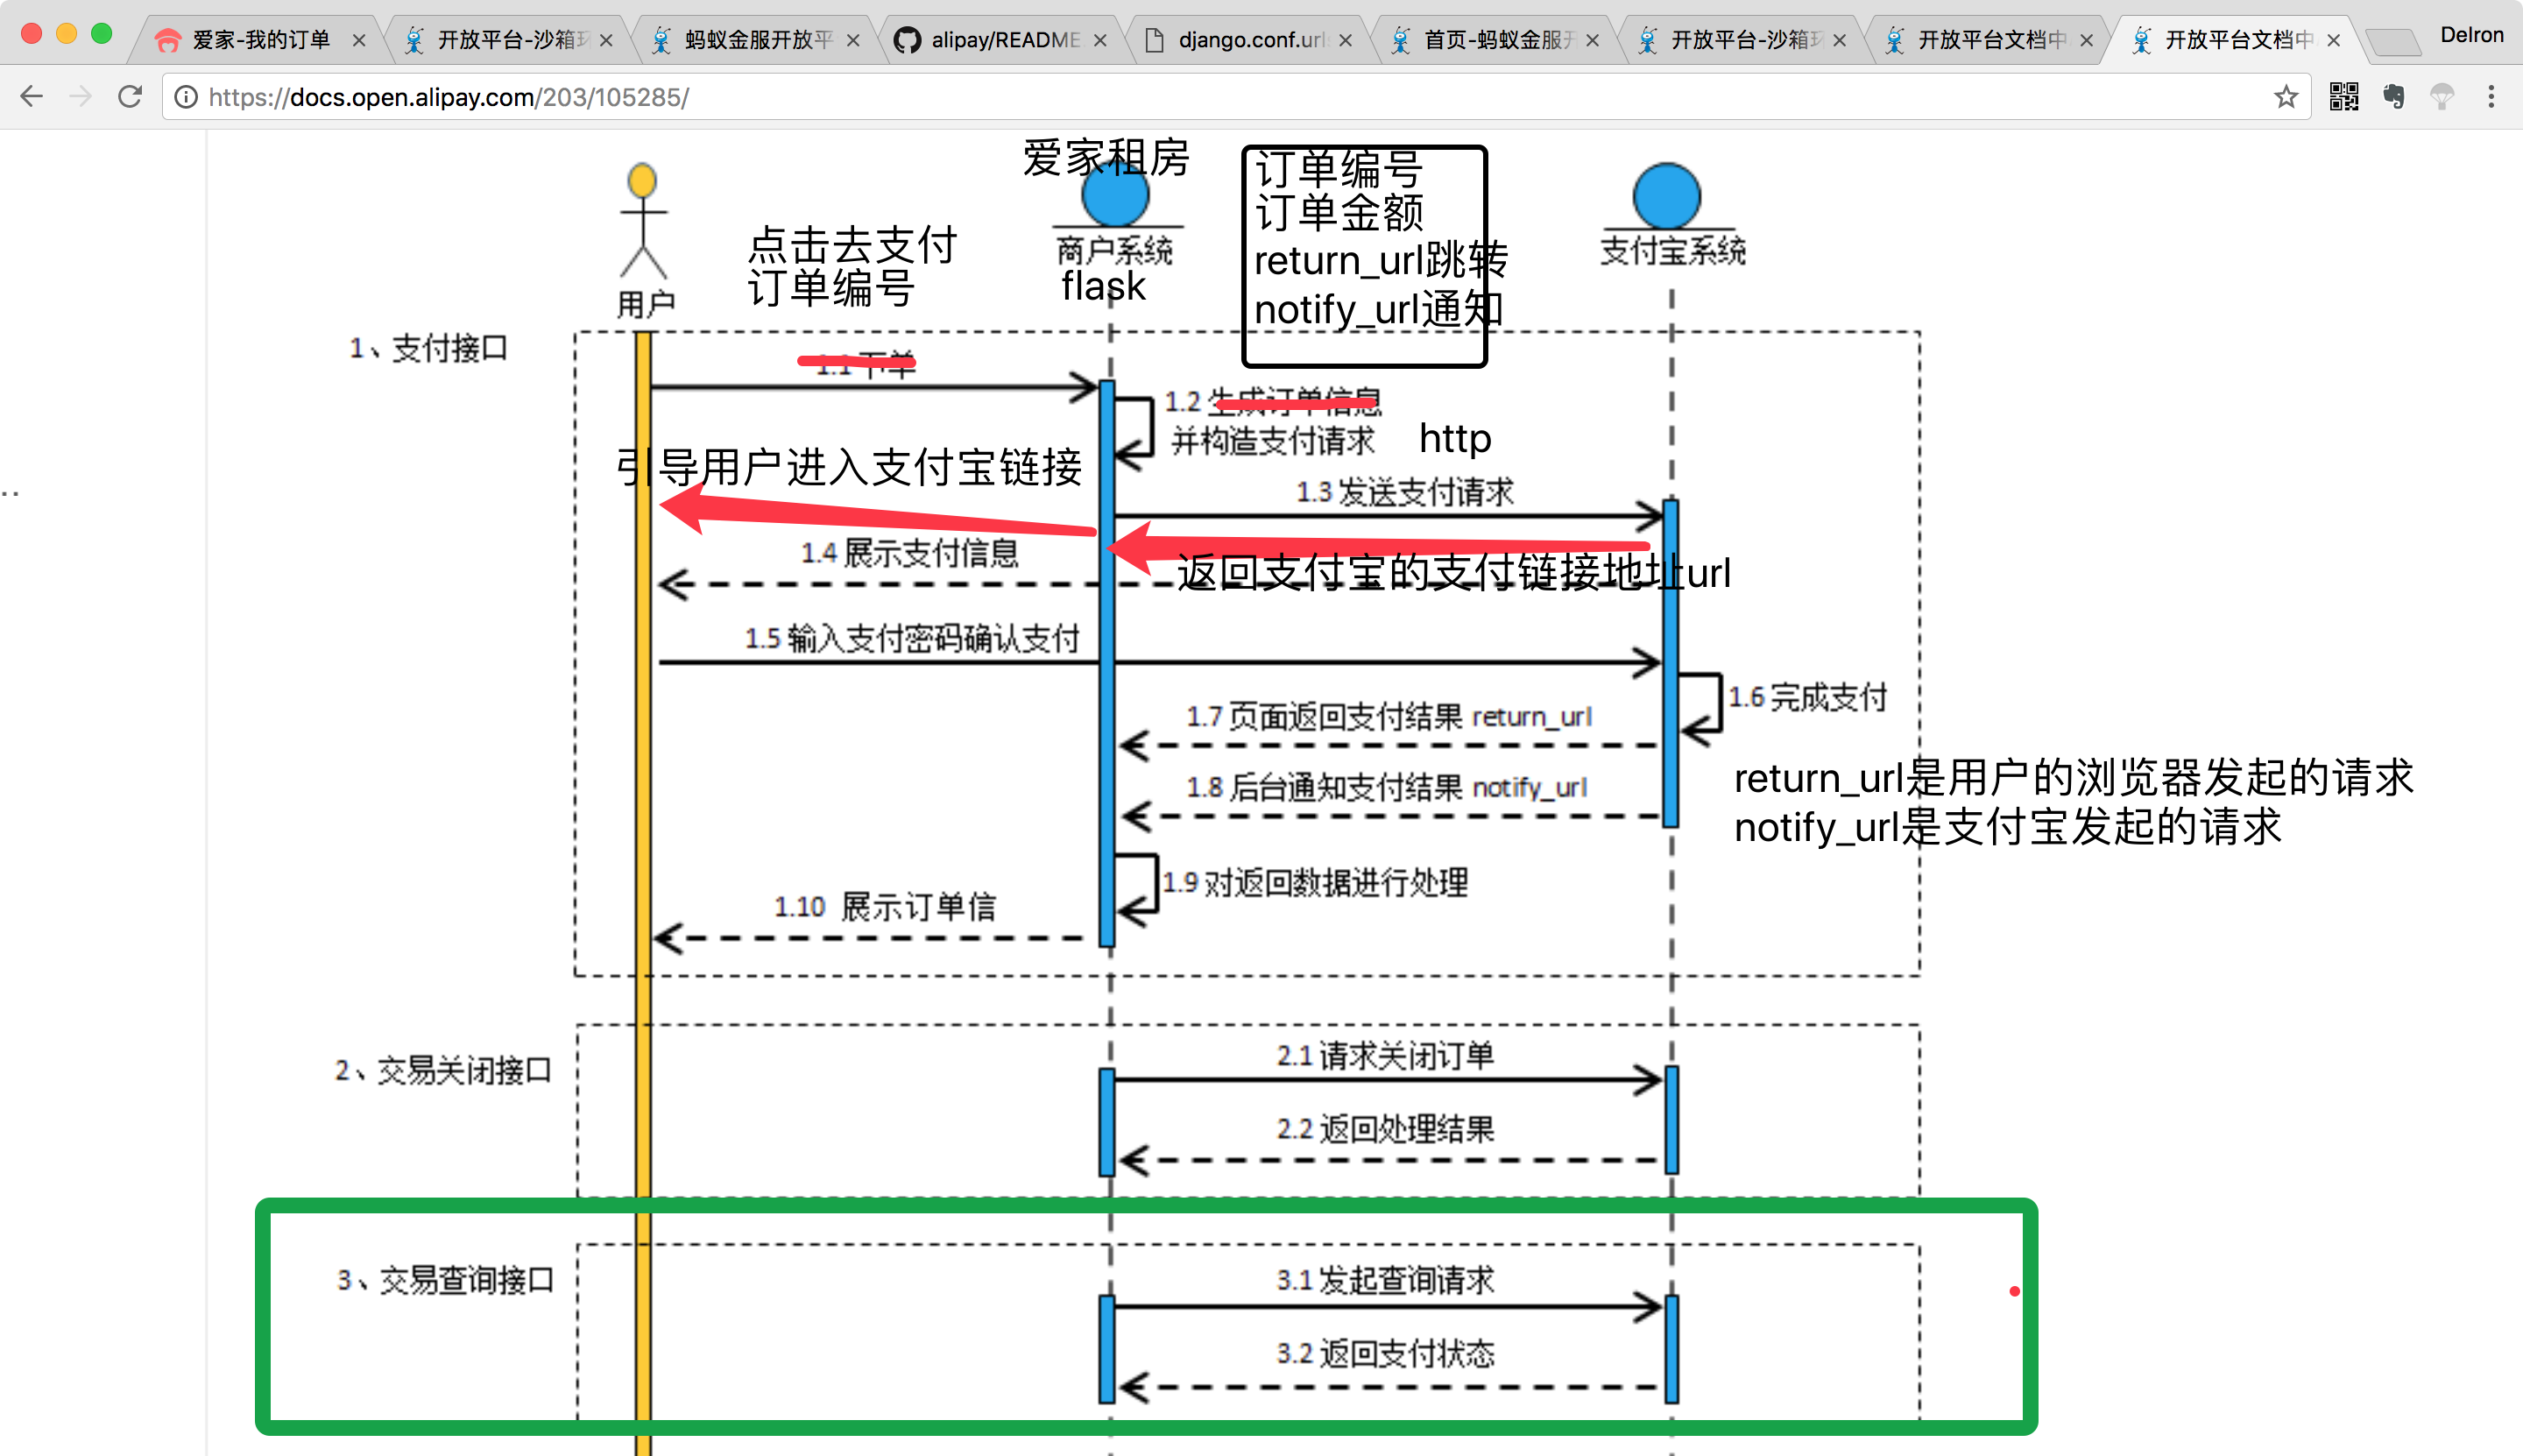 爱家-我的订单
开放平台-沙箱环
蚂蚁金服开放平
alipay/README.
django.conf.url
首页-蚂蚁金服开
开放平台-沙箱环
开放平台文档中
开放平台文档中
Delron
https://docs.open.alipay.com/203/105285/
爱家租房
订单编号
订单金额
return_url跳转
notify_url通知
点击去支付
订单编号
用户
商户系统
flask
支付宝系统
1、支付接口
1.1 下单
1.2 生成订单信息
并构造支付请求
http
引导用户进入支付宝链接
1.3 发送支付请求
1.4 展示支付信息
返回支付宝的支付链接地址url
1.5 输入支付密码确认支付
1.6 完成支付
1.7 页面返回支付结果 return_url
return_url是用户的浏览器发起的请求
1.8 后台通知支付结果 notify_url
notify_url是支付宝发起的请求
1.9 对返回数据进行处理
1.10 展示订单信
2、交易关闭接口
2.1 请求关闭订单
2.2 返回处理结果
3、交易查询接口
3.1 发起查询请求
3.2 返回支付状态